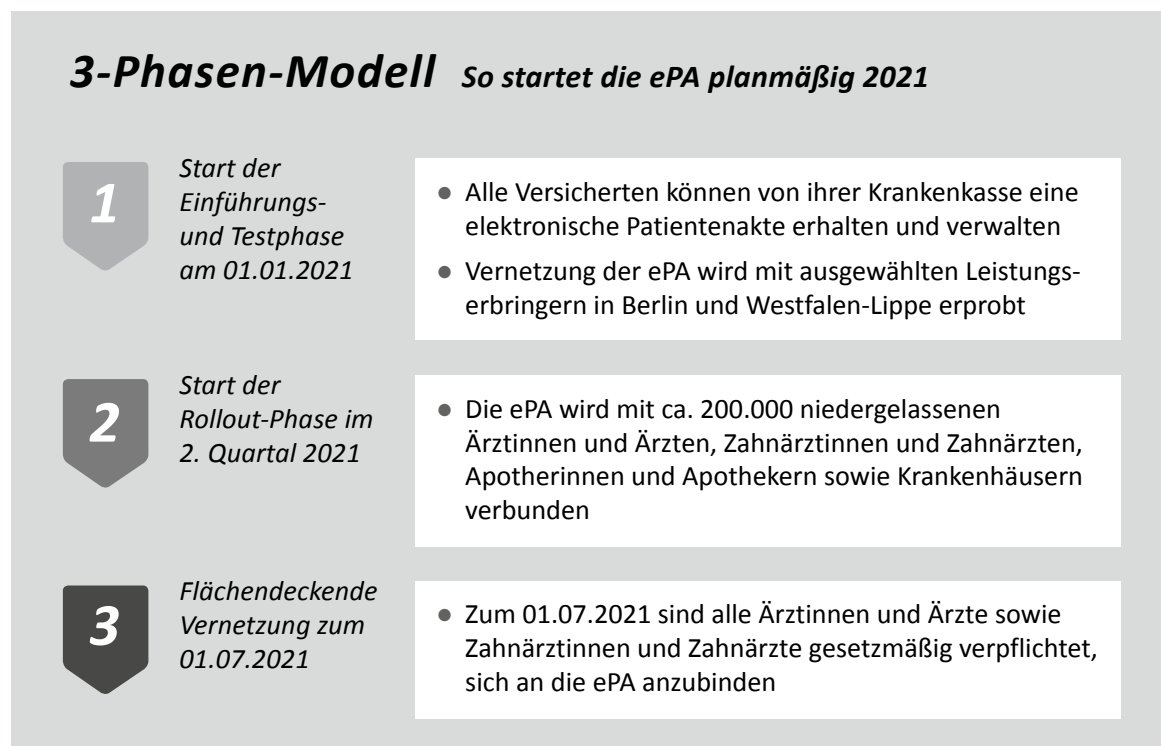 3-Phasen-Modell So startet die ePA planmäßig 2021
1
Start der
Einführungs-
und Testphase
am 01.01.2021
● Alle Versicherten können von ihrer Krankenkasse eine
elektronische Patientenakte erhalten und verwalten
● Vernetzung der ePA wird mit ausgewählten Leistungs-
erbringern in Berlin und Westfalen-Lippe erprobt
2
Start der
Rollout-Phase im
2. Quartal 2021
● Die ePA wird mit ca. 200.000 niedergelassenen
Ärztinnen und Ärzten, Zahnärztinnen und Zahnärzten,
Apotherinnen und Apothekern sowie Krankenhäusern
verbunden
3
Flächendeckende
Vernetzung zum
01.07.2021
● Zum 01.07.2021 sind alle Ärztinnen und Ärzte sowie
Zahnärztinnen und Zahnärzte gesetzmäßig verpflichtet,
sich an die ePA anzubinden